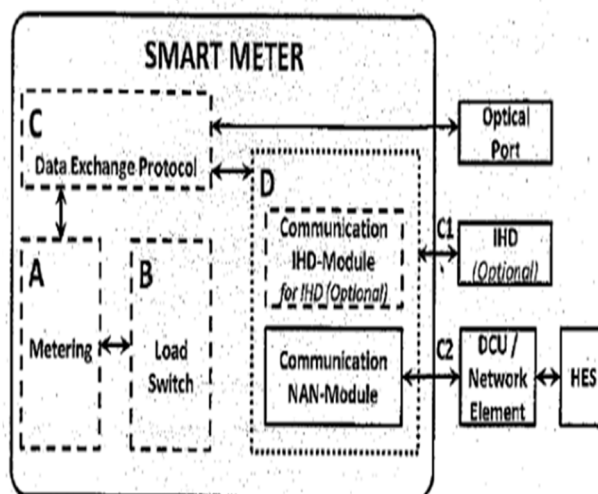 SMART METER
C
Data Exchange Protocol
Optical
Port
D
Communication
IHD-Module
for IHD (Optional)
C1
IHD
(Optional)
A
Metering
B
Load
Switch
Communication
NAN-Module
C2
DCU /
Network
Element
HES